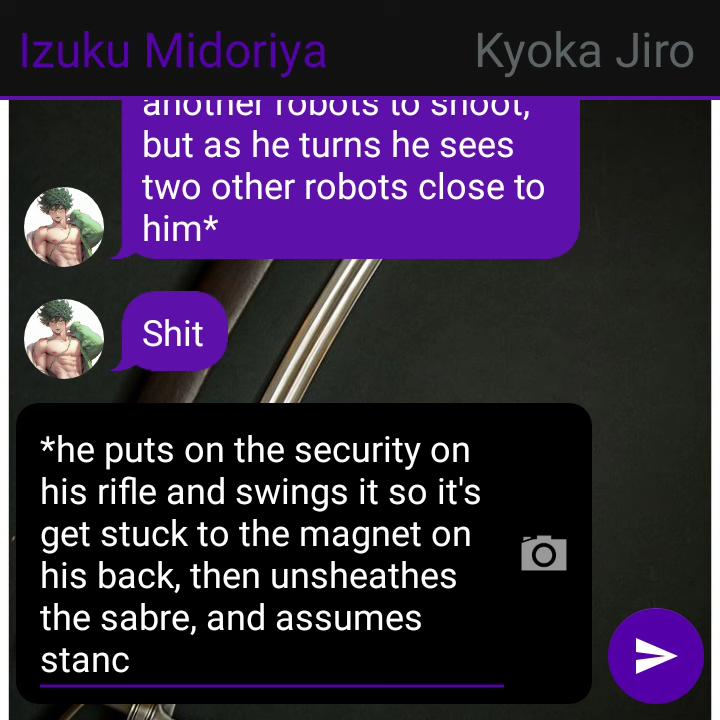 Izuku Midoriya
Kyoka Jiro
another robots to shoot,
but as he turns he sees
two other robots close to
him*
Shit
*he puts on the security on
his rifle and swings it so it's
get stuck to the magnet on
his back, then unsheathes
the sabre, and assumes
stanc